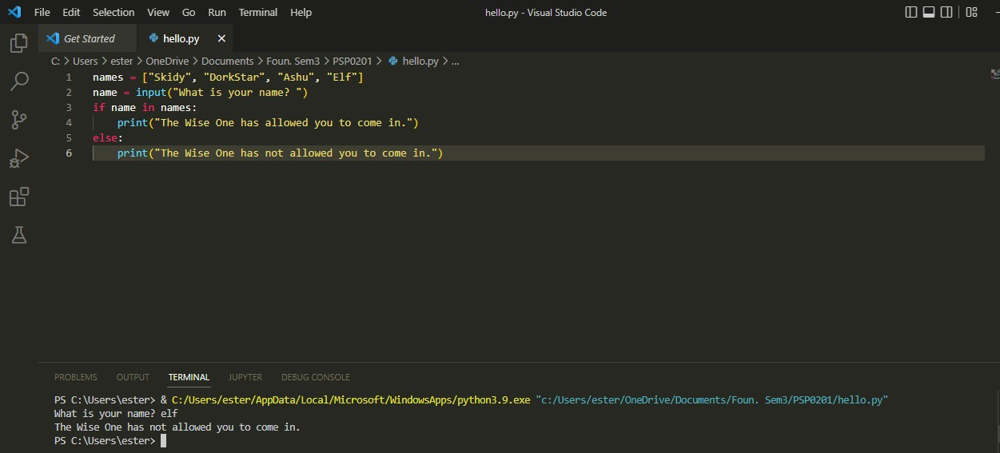 File Edit Selection View Go Run Terminal Help hello.py - Visual Studio Code
Get Started hello.py
C: > Users > ester > OneDrive > Documents > Foun. Sem3 > PSP0201 > hello.py > ...
1 names = ["Skidy", "DorkStar", "Ashu", "Elf"]
2 name = input("What is your name? ")
3 if name in names:
4 print("The Wise One has allowed you to come in.")
5 else:
6 print("The Wise One has not allowed you to come in.")
PROBLEMS OUTPUT TERMINAL JUPYTER DEBUG CONSOLE
PS C:\Users\ester> & C:/Users/ester/AppData/Local/Microsoft/WindowsApps/python3.9.exe "c:/Users/ester/OneDrive/Documents/Foun. Sem3/PSP0201/hello.py"
What is your name? elf
The Wise One has not allowed you to come in.
PS C:\Users\ester>